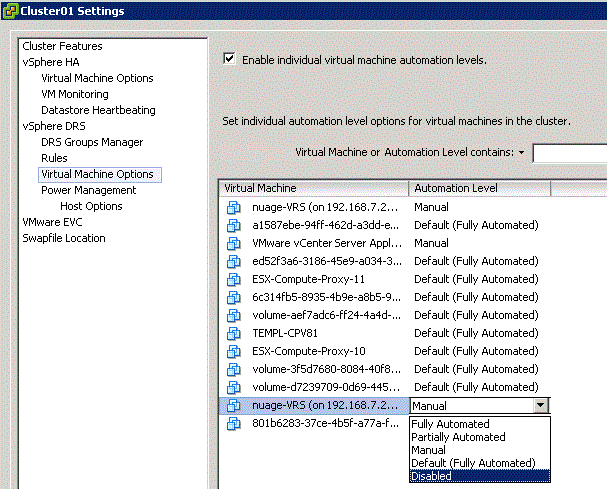 Cluster01 Settings
Cluster Features
vSphere HA
Virtual Machine Options
VM Monitoring
Datastore Heartbeating
vSphere DRS
DRS Groups Manager
Rules
Virtual Machine Options
Power Management
Host Options
VMware EVC
Swapfile Location
Enable individual virtual machine automation levels.
Set individual automation level options for virtual machines in the cluster.
Virtual Machine or Automation Level contains:
Virtual Machine Automation Level
nuage-VRS (on 192.168.7.2... Manual
a1587ebe-94ff-462d-a3dd-e... Default (Fully Automated)
VMware vCenter Server Appl... Manual
ed52f3a6-3186-45e9-a034-3... Default (Fully Automated)
ESX-Compute-Proxy-11 Default (Fully Automated)
6c314fb5-8935-4b9e-a8b5-9... Default (Fully Automated)
volume-aef7adc6-ff24-4a4d-... Default (Fully Automated)
TEMPL-CPV81 Default (Fully Automated)
ESX-Compute-Proxy-10 Default (Fully Automated)
volume-3f5d7680-8084-40f8... Default (Fully Automated)
volume-d7239709-0d69-445... Default (Fully Automated)
nuage-VRS (on 192.168.7.2... Manual
801b6283-37ce-4b5f-a77a-f...
Fully Automated
Partially Automated
Manual
Default (Fully Automated)
Disabled